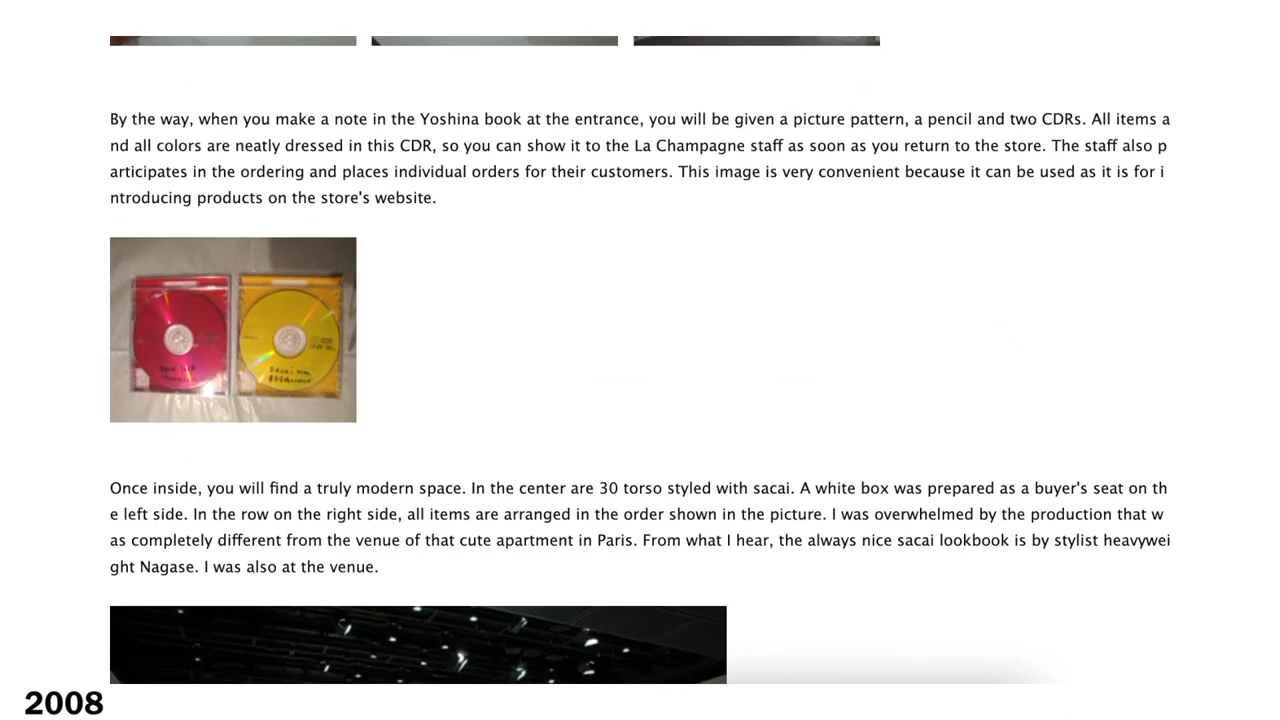 By the way, when you make a note in the Yoshina book at the entrance, you will be given a picture pattern, a pencil and two CDRs. All items a
nd all colors are neatly dressed in this CDR, so you can show it to the La Champagne staff as soon as you return to the store. The staff also p
articipates in the ordering and places individual orders for their customers. This image is very convenient because it can be used as it is for i
ntroducing products on the store's website.
Once inside, you will find a truly modern space. In the center are 30 torso styled with sacai. A white box was prepared as a buyer's seat on th
e left side. In the row on the right side, all items are arranged in the order shown in the picture. I was overwhelmed by the production that w
as completely different from the venue of that cute apartment in Paris. From what I hear, the always nice sacai lookbook is by stylist heavywei
ght Nagase. I was also at the venue.
2008